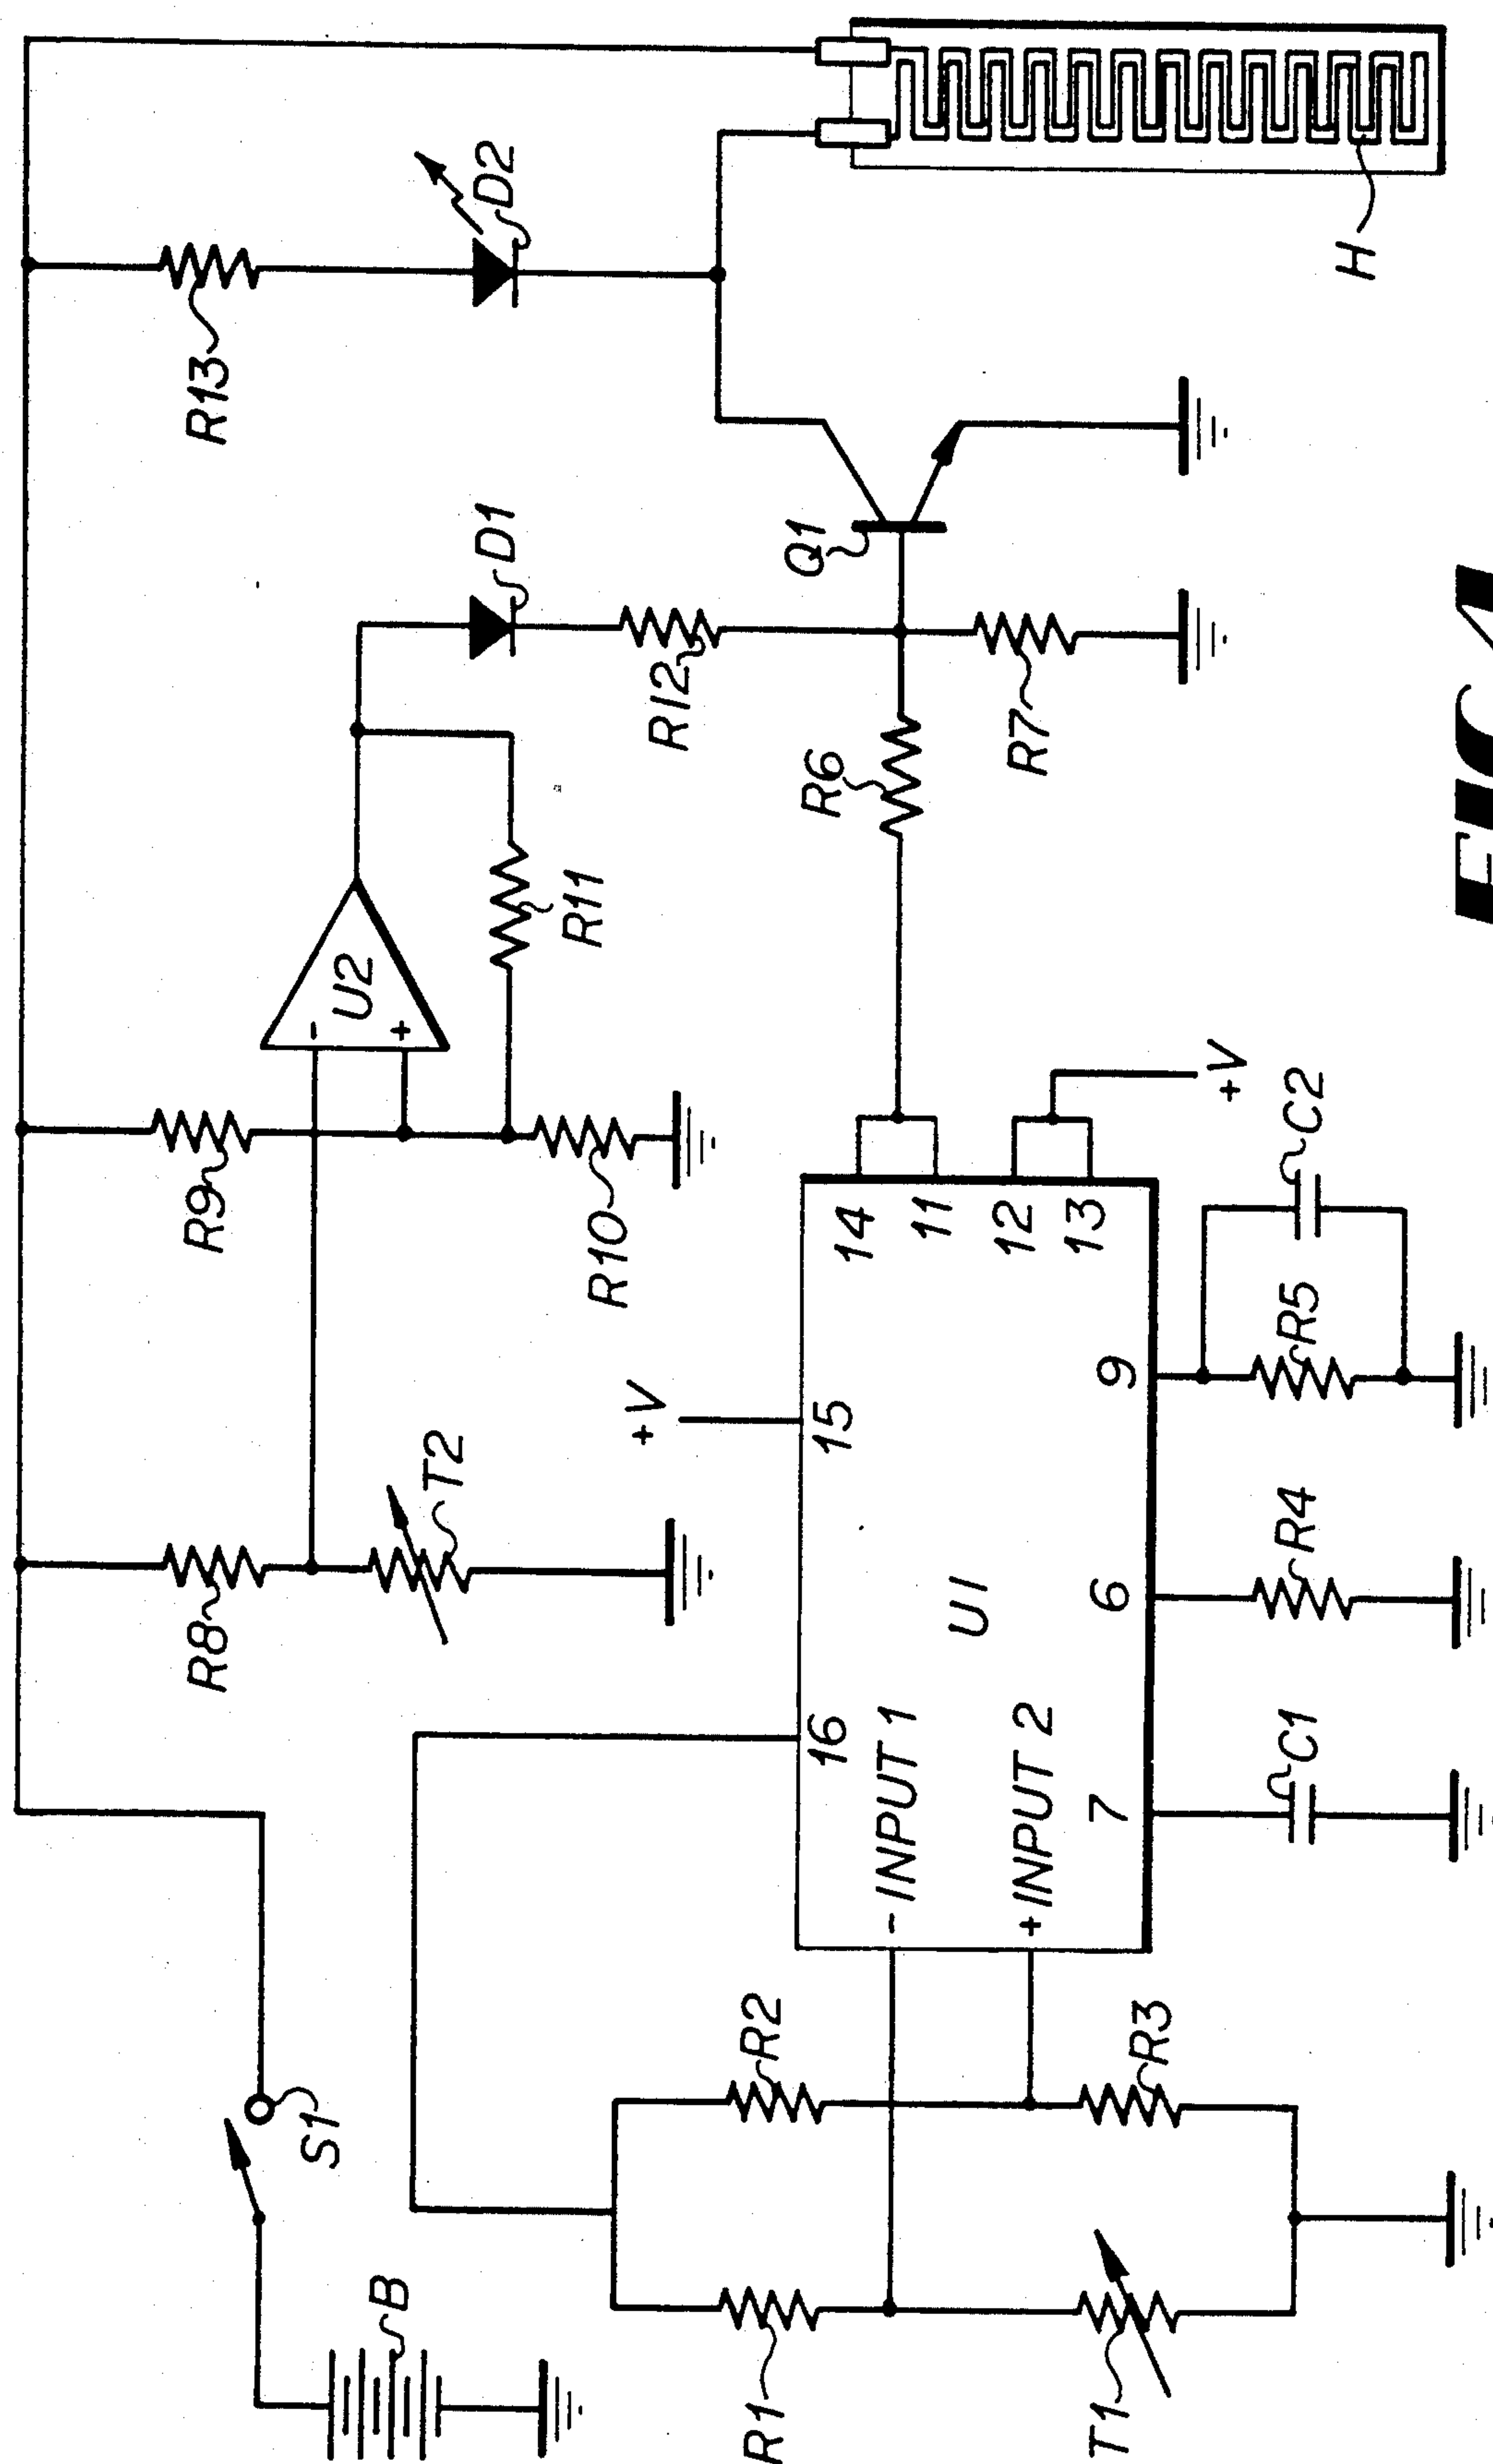 B
S1
R8
T2
R9
R10
-
U2
+
R11
D1
R12
R13
D2
R1
T1
R2
R3
16
15
+V
- INPUT 1
+ INPUT 2
U1
14
11
12
13
7
6
9
+V
C1
R4
R5
C2
R6
R7
Q1
H